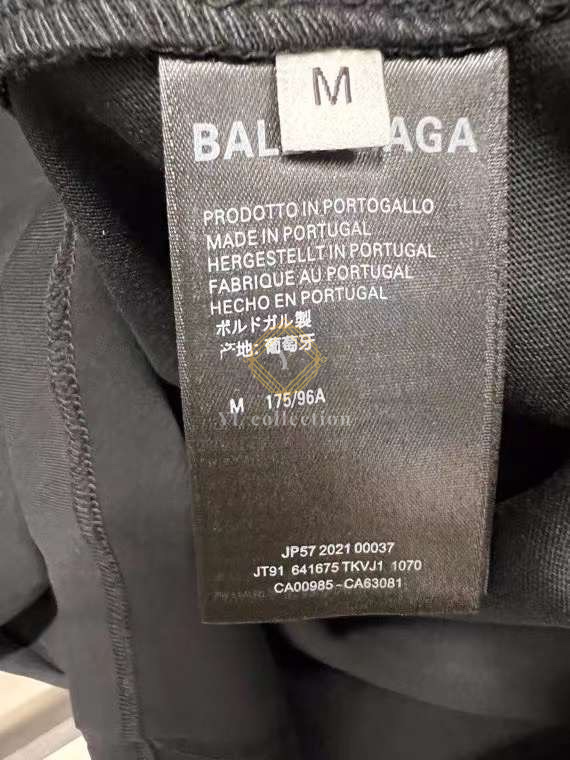 M
BAL AGA
PRODOTTO IN PORTOGALLO
MADE IN PORTUGAL
HERGESTELLT IN PORTUGAL
FABRIQUE AU PORTUGAL
HECHO EN PORTUGAL
ポルトガル製
产地: 葡萄牙
M 175/96A
YL collection
JP57 2021 00037
JT91 641675 TKVJ1 1070
CA00985-CA63081